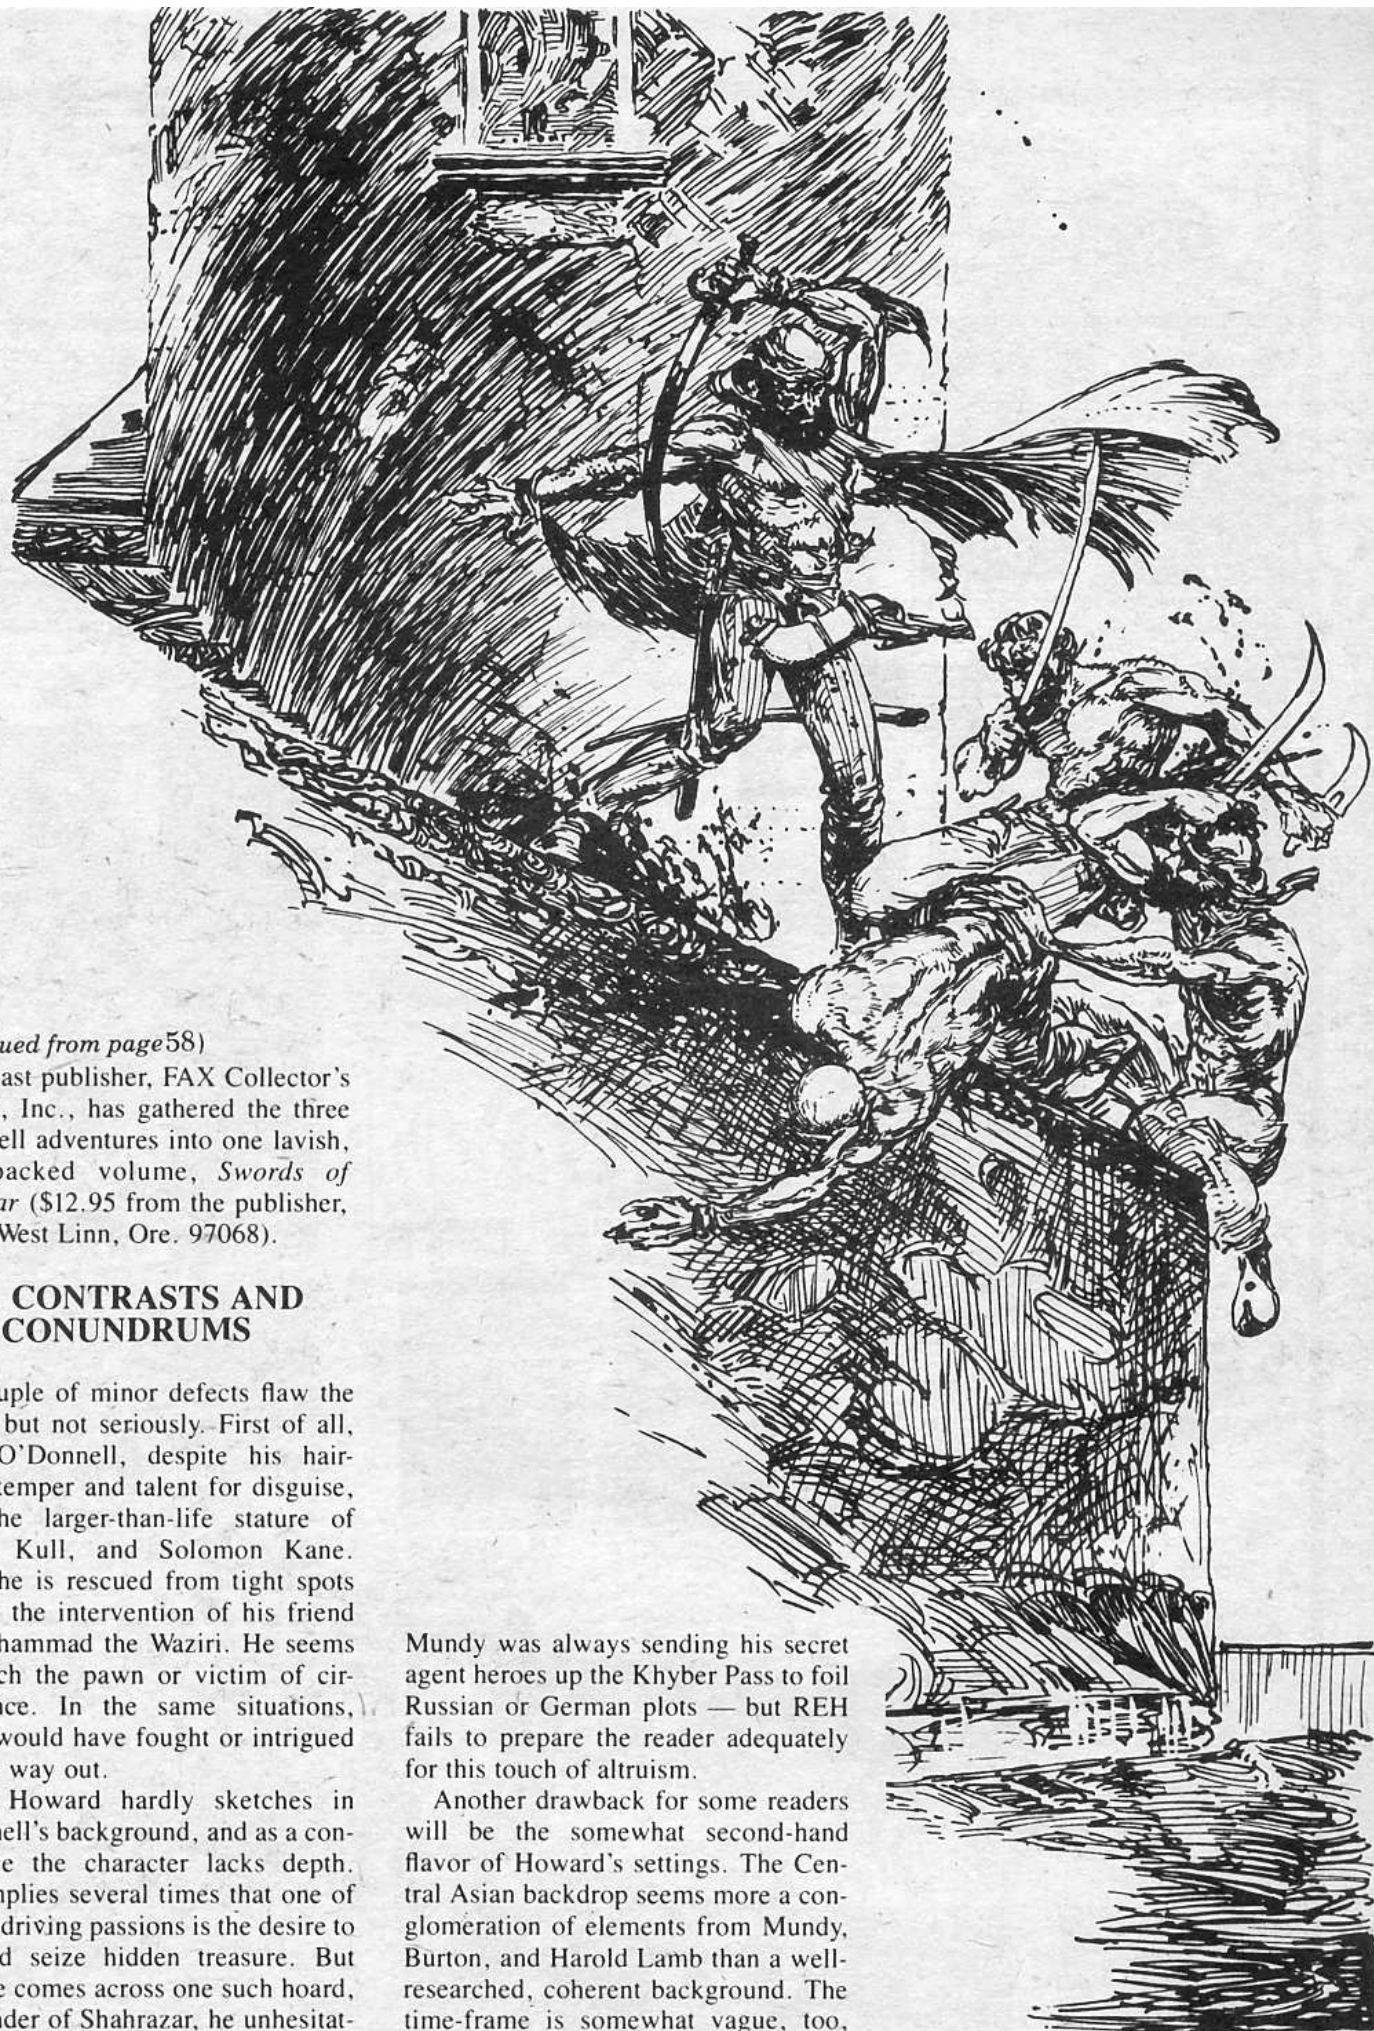 ued from page 58)
ast publisher, FAX Collector's
, Inc., has gathered the three
ell adventures into one lavish,
packed volume, Swords of
ar ($12.95 from the publisher,
West Linn, Ore. 97068).
CONTRASTS AND
CONUNDRUMS
uple of minor defects flaw the
but not seriously. First of all,
O'Donnell, despite his hair-
temper and talent for disguise,
he larger-than-life stature of
Kull, and Solomon Kane.
he is rescued from tight spots
the intervention of his friend
hammad the Waziri. He seems
ch the pawn or victim of cir-
nce. In the same situations,
would have fought or intrigued
way out.
Howard hardly sketches in
ell's background, and as a con-
e the character lacks depth.
mplies several times that one of
driving passions is the desire to
d seize hidden treasure. But
e comes across one such hoard,
der of Shahrazar, he unhesitat-
Mundy was always sending his secret
agent heroes up the Khyber Pass to foil
Russian or German plots — but REH
fails to prepare the reader adequately
for this touch of altruism.
Another drawback for some readers
will be the somewhat second-hand
flavor of Howard's settings. The Cen-
tral Asian backdrop seems more a con-
glomeration of elements from Mundy,
Burton, and Harold Lamb than a well-
researched, coherent background. The
time-frame is somewhat vague, too,